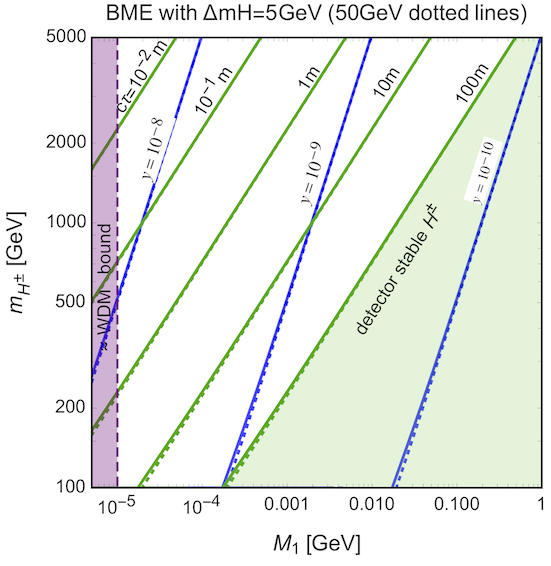 BME with ΔmH=5GeV (50GeV dotted lines)
5000
2000
1000
500
200
100
m_H± [GeV]
cτ=10⁻² m
10⁻¹ m
1m
10m
100m
y = 10−8
y = 10−9
y = 10−10
≈ WDM bound
detector stable H±
10⁻⁵
10⁻⁴
0.001
0.010
0.100
1
M₁ [GeV]